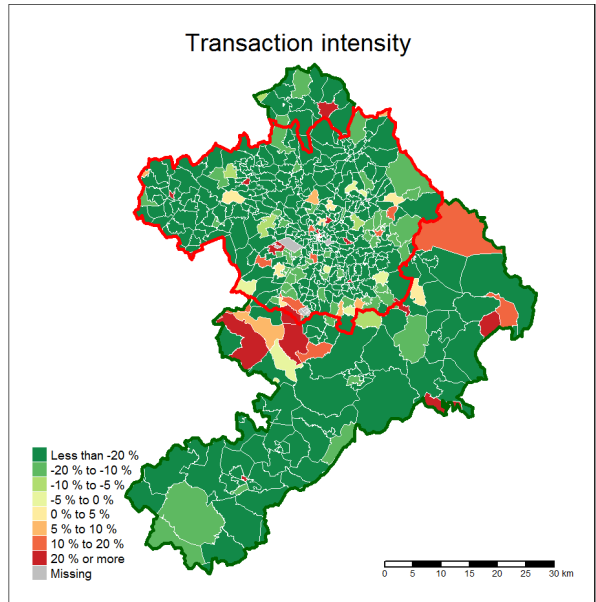 Transaction intensity
Less than -20 %
-20 % to -10 %
-10 % to -5 %
-5 % to 0 %
0 % to 5 %
5 % to 10 %
10 % to 20 %
20 % or more
Missing
0 5 10 15 20 25 30 km